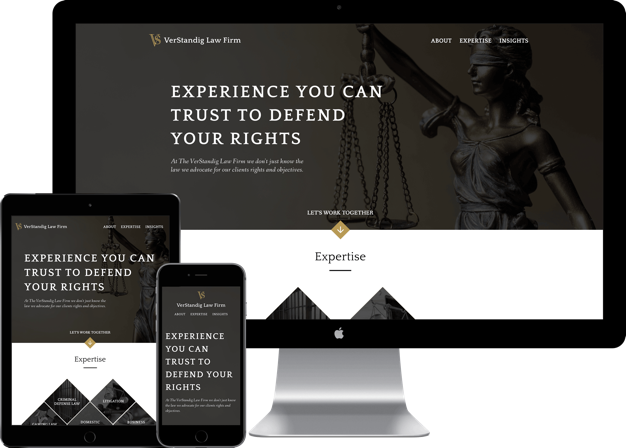 VS VerStandig Law Firm
ABOUT EXPERTISE INSIGHTS
EXPERIENCE YOU CAN
TRUST TO DEFEND
YOUR RIGHTS
At The VerStandig Law Firm we don't just know the
law we advocate for our clients rights and objectives.
LET'S WORK TOGETHER
Expertise
VS VerStandig Law Firm
ABOUT EXPERTISE INSIGHTS
EXPERIENCE YOU CAN
TRUST TO DEFEND
YOUR RIGHTS
At The VerStandig Law Firm we don't just know the
law we advocate for our clients rights and objectives.
LET'S WORK TOGETHER
Expertise
CRIMINAL
DEFENSE LAW
LITIGATION
DOMESTIC
BUSINESS
VS
VerStandig Law Firm
ABOUT EXPERTISE INSIGHTS
EXPERIENCE
YOU CAN
TRUST TO
DEFEND YOUR
RIGHTS
At The VerStandig Law Firm we don't just know
the law we advocate for our clients rights and
objectives.